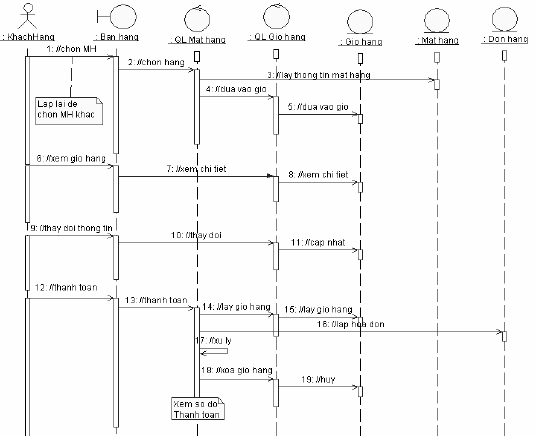 : KhachHang : Ban hang : QL Mat hang : QL Gio hang : Gio hang : Mat hang : Don hang
1: //chon MH
2: //chon hang
3: //lay thong tin mat hang
4: //dua vao gio
5: //dua vao gio
Lap lai de
chon MH khac
6: //xem gio hang
7: //xem chi tiet
8: //xem chi tiet
9: //thay doi thong tin
10: //thay doi
11: //cap nhat
12: //thanh toan
13: //thanh toan
14: //lay gio hang
15: //lay gio hang
16: //lap hoa don
17: //xu ly
18: //xoa gio hang
19: //huy
Xem so do
Thanh toan